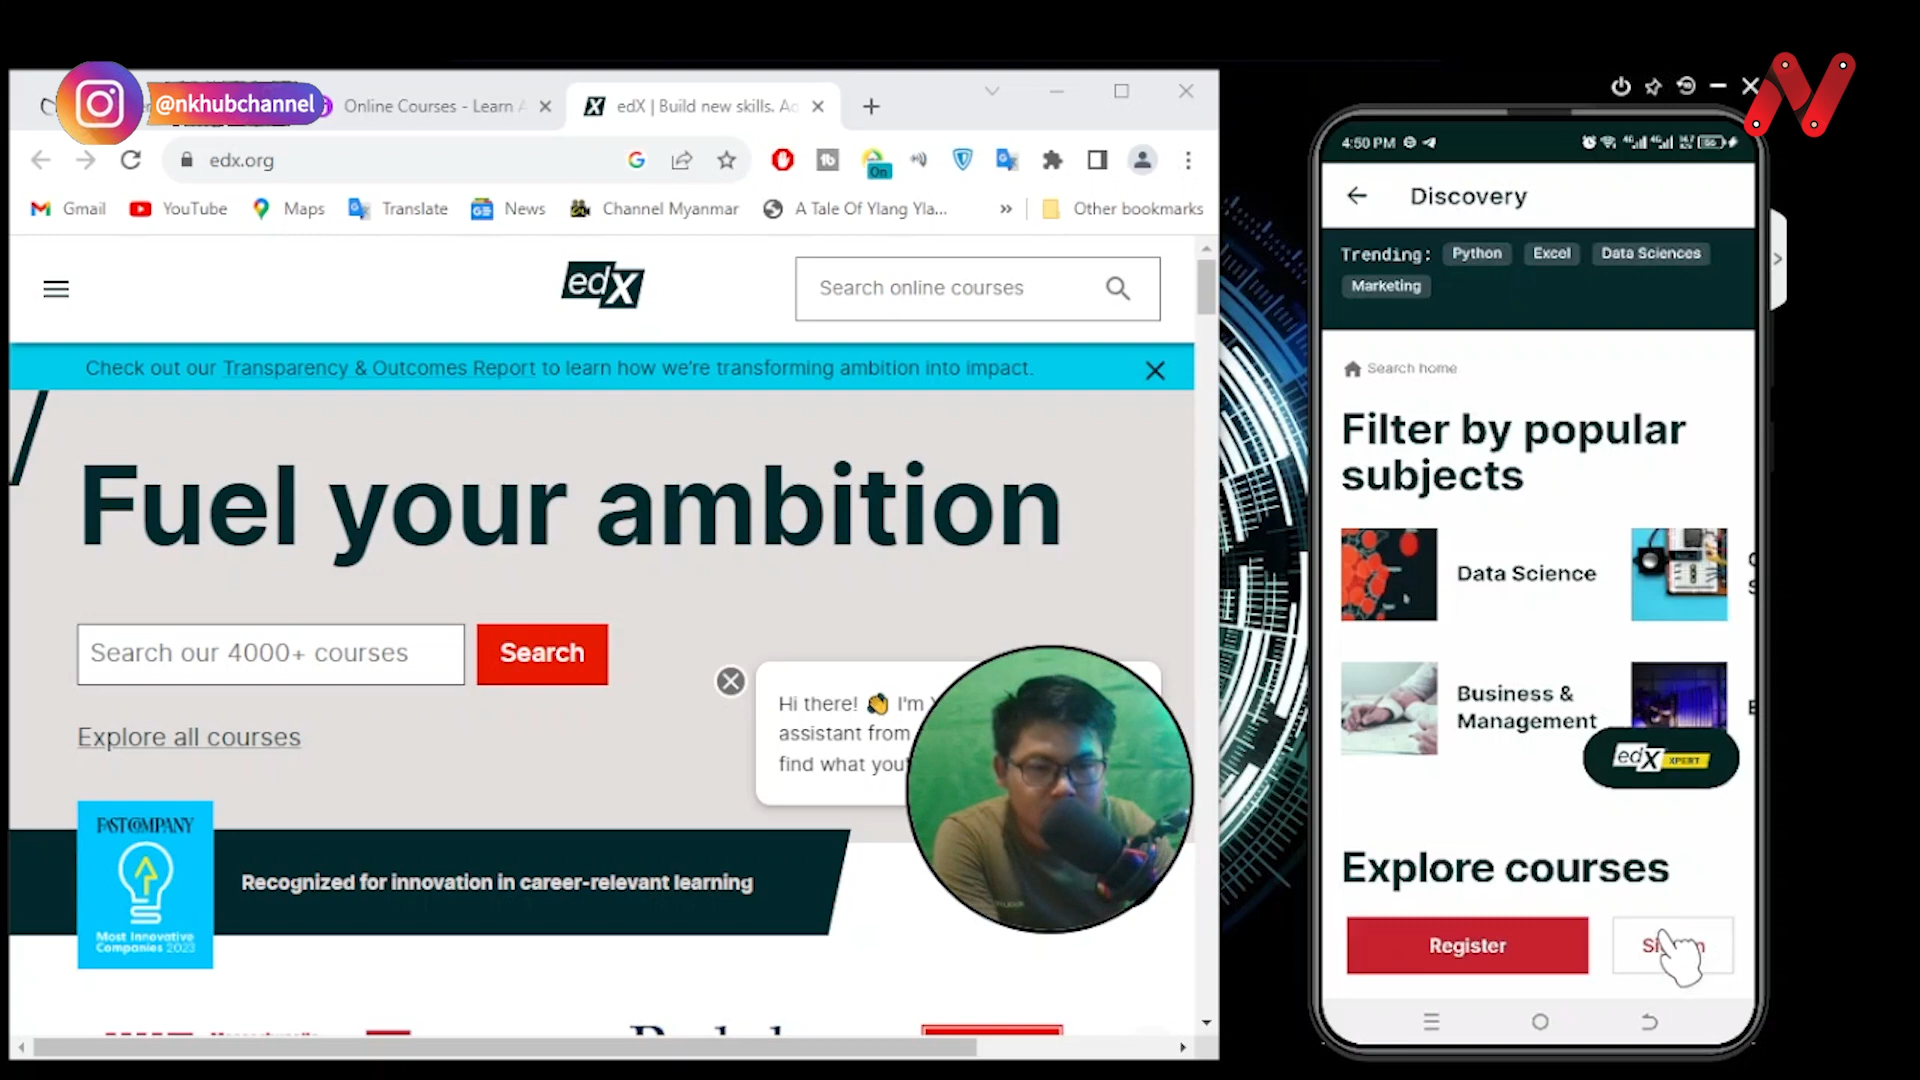 @nkhubchannel
Online Courses - Learn A
edX | Build new skills. Ac
edx.org
On
Gmail
YouTube
Maps
Translate
News
Channel Myanmar
A Tale Of Ylang Yla...
Other bookmarks
edX
Search online courses
Check out our Transparency & Outcomes Report to learn how we're transforming ambition into impact.
Fuel your ambition
Search our 4000+ courses
Search
Explore all courses
Hi there! 👋 I'm
assistant from
find what you'
FAST COMPANY
Most Innovative
Companies 2023
Recognized for innovation in career-relevant learning
4:50 PM
Discovery
Trending: Python Excel Data Sciences
Marketing
Search home
Filter by popular
subjects
Data Science
Business &
Management
edX XPERT
Explore courses
Register